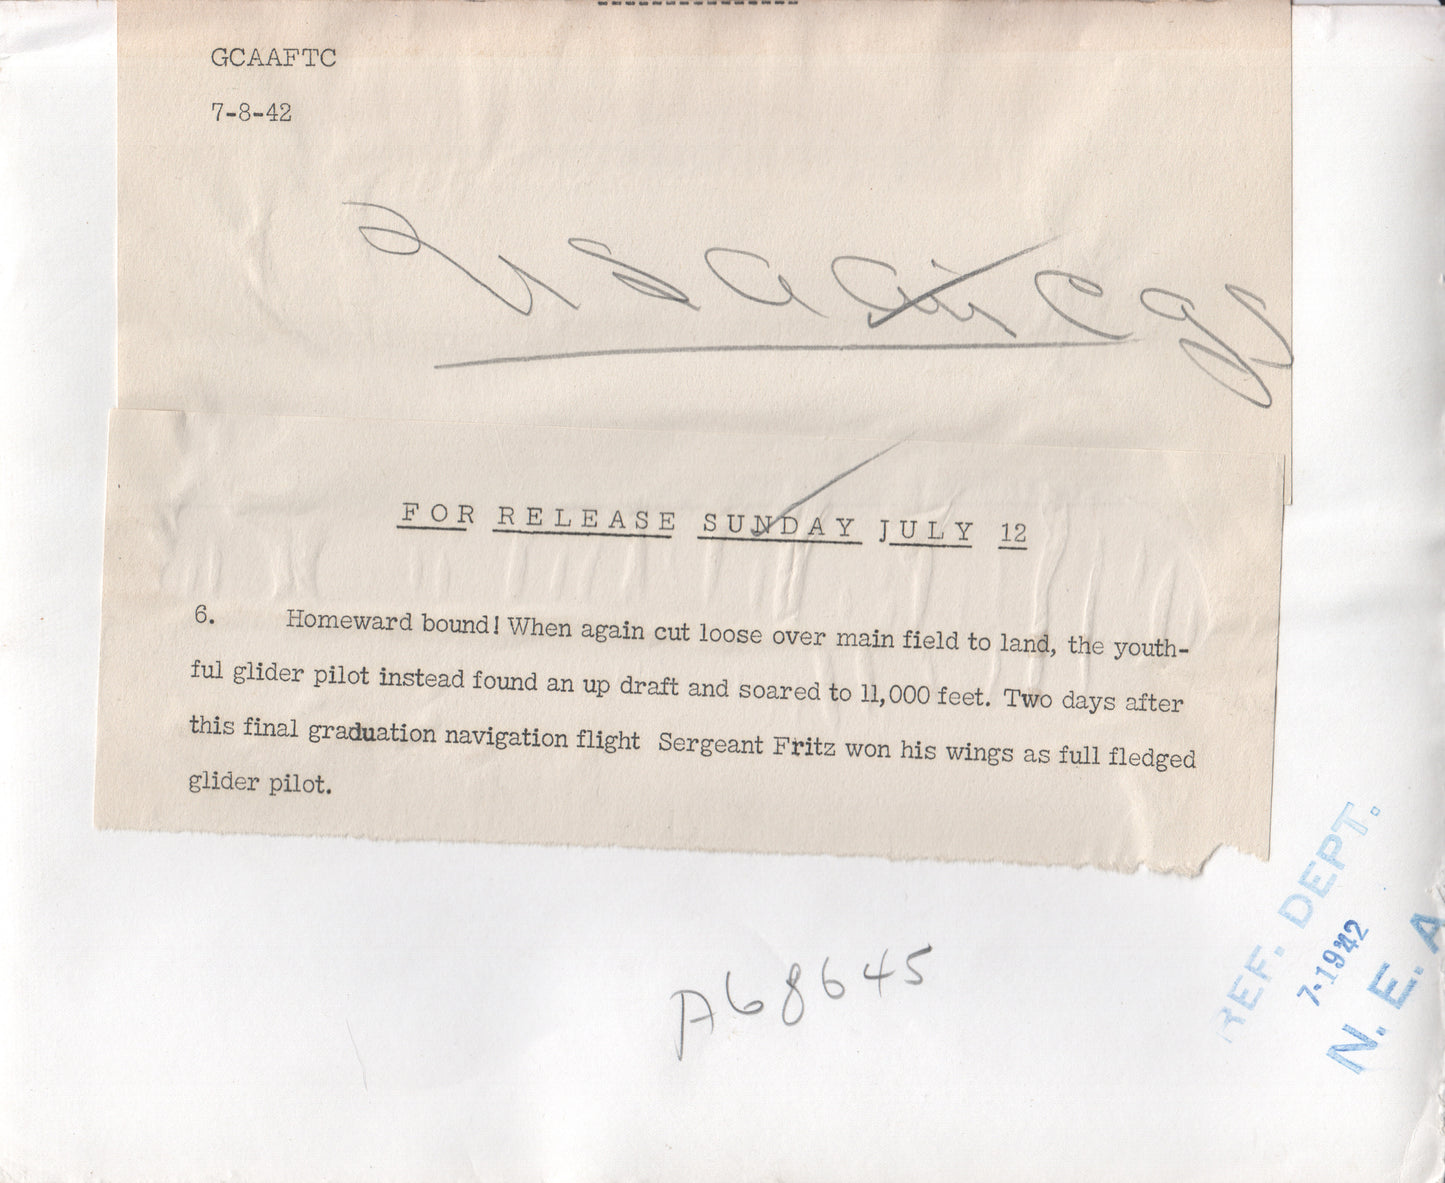 GCAAFTC
7-8-42
USA Air Cgs
FOR RELEASE SUNDAY JULY 12
6. Homeward bound! When again cut loose over main field to land, the youth-
ful glider pilot instead found an up draft and soared to 11,000 feet. Two days after
this final graduation navigation flight Sergeant Fritz won his wings as full fledged
glider pilot.
A68645
REF. DEPT.
7-1942
N. E. A